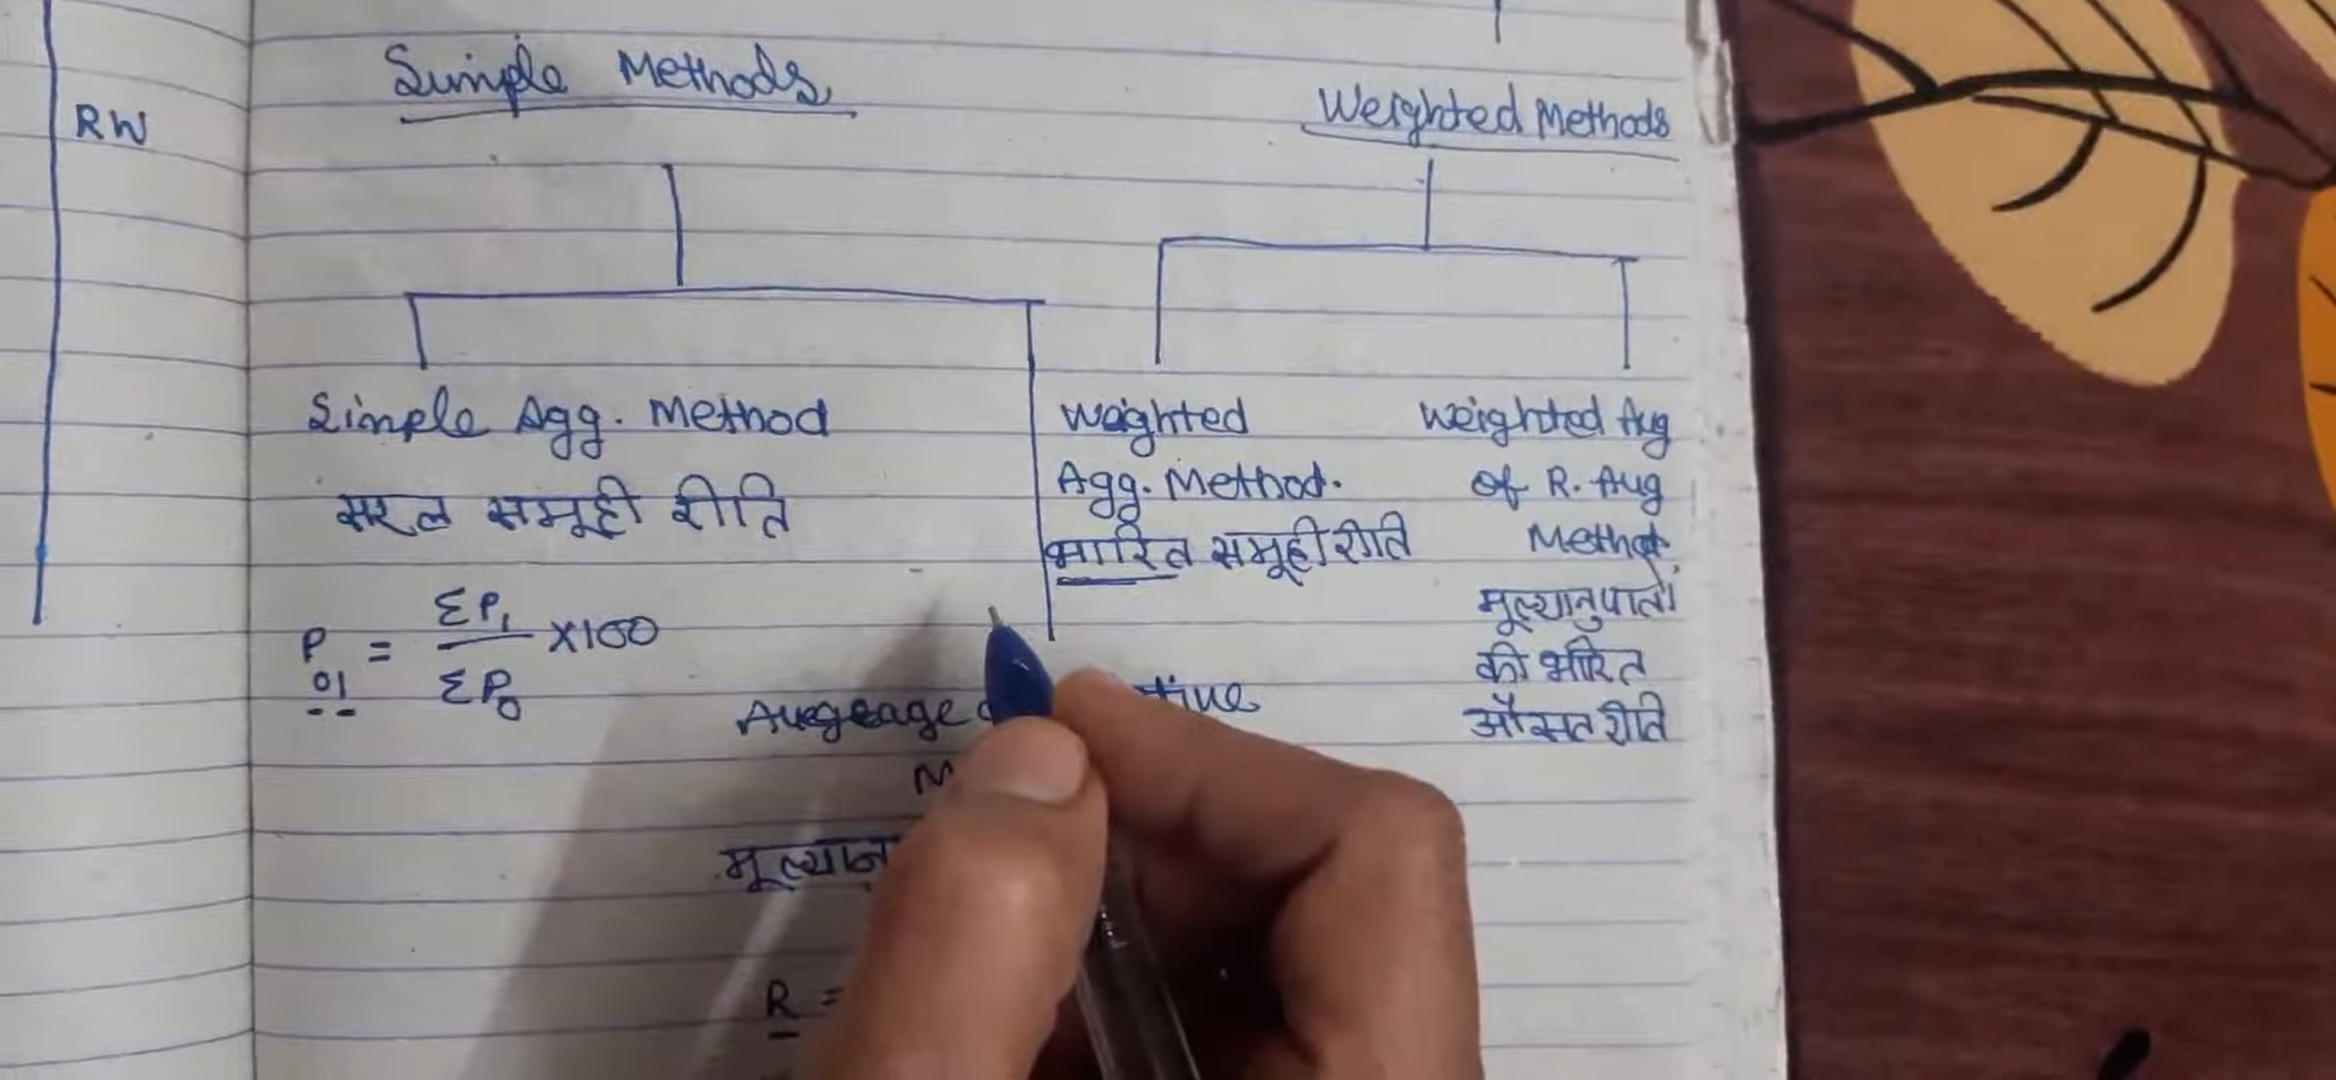 Simple Methods
Weighted Methods
RW
Simple Agg. Method
सरल समूही रीति
P01 = ΣP1 / ΣP0 ×100
Weighted
Agg. Method.
भारित समूही रीति
Weighted Avg
of R. Avg
Method
मूल्यानुपातों
की भारित
औसत रीति
R =